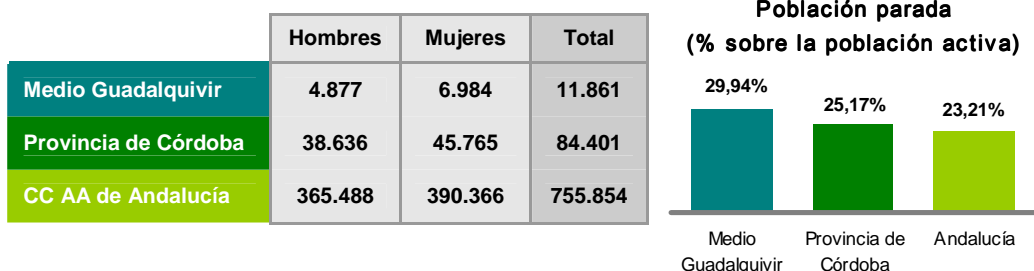 Hombres Mujeres Total
Medio Guadalquivir 4.877 6.984 11.861
Provincia de Córdoba 38.636 45.765 84.401
CC AA de Andalucía 365.488 390.366 755.854
Población parada
(% sobre la población activa)
29,94% 25,17% 23,21%
Medio Provincia de Andalucía
Guadalquivir Córdoba